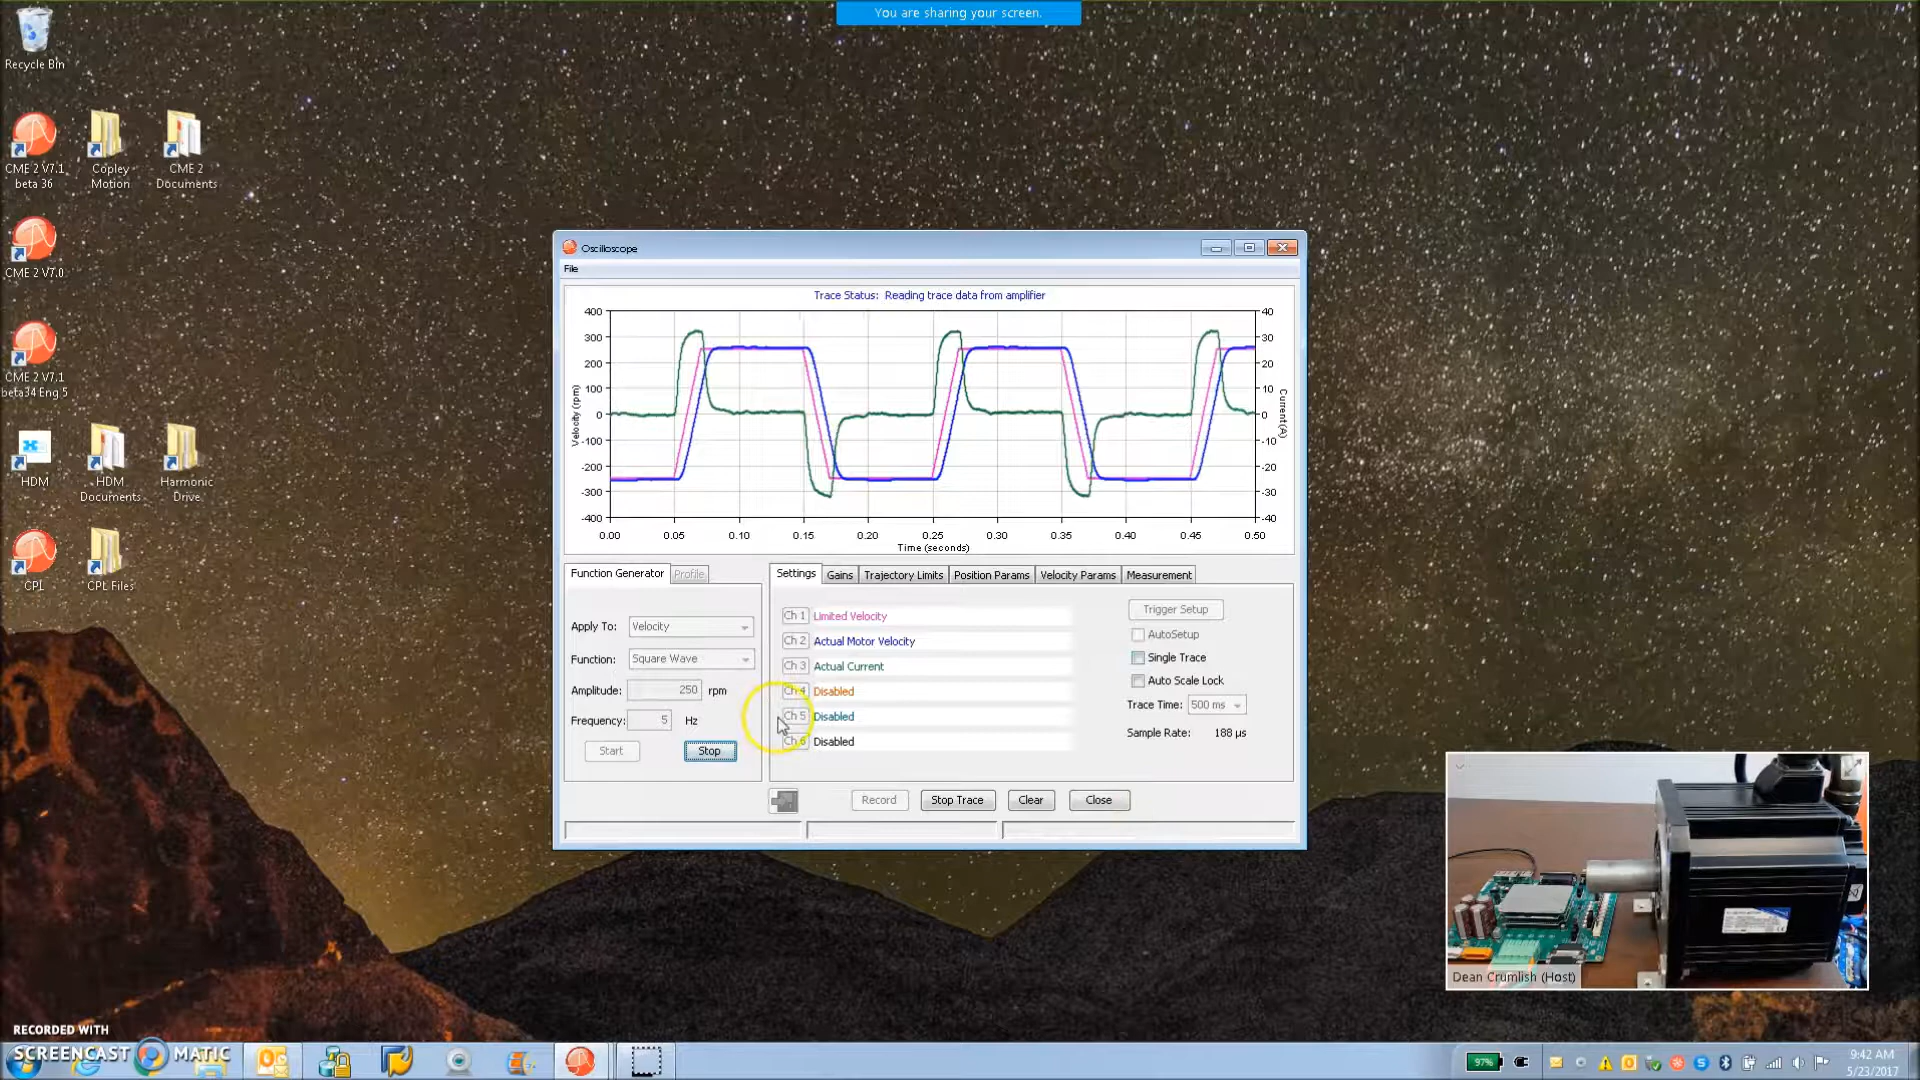 You are sharing your screen.
Recycle Bin
CME 2 V7.1
beta 36
Copley
Motion
CME 2
Documents
CME 2 V7.0
CME 2 V7.1
beta34 Eng 5
HDM
HDM
Documents
Harmonic
Drive
CPL
CPL Files
Oscilloscope
File
Trace Status: Reading trace data from amplifier
400
300
200
100
0
-100
-200
-300
-400
Velocity (rpm)
40
30
20
10
0
-10
-20
-30
-40
Current (A)
0.00 0.05 0.10 0.15 0.20 0.25 0.30 0.35 0.40 0.45 0.50
Time (seconds)
Function Generator Profile
Apply To: Velocity
Function: Square Wave
Amplitude: 250 rpm
Frequency: 5 Hz
Start Stop
Settings Gains Trajectory Limits Position Params Velocity Params Measurement
Ch 1 Limited Velocity
Ch 2 Actual Motor Velocity
Ch 3 Actual Current
Ch 4 Disabled
Ch 5 Disabled
Ch 6 Disabled
Trigger Setup
AutoSetup
Single Trace
Auto Scale Lock
Trace Time: 500 ms
Sample Rate: 188 µs
Record Stop Trace Clear Close
Dean Crumlish (Host)
RECORDED WITH
SCREENCAST MATIC
97%
9:42 AM
5/23/2017